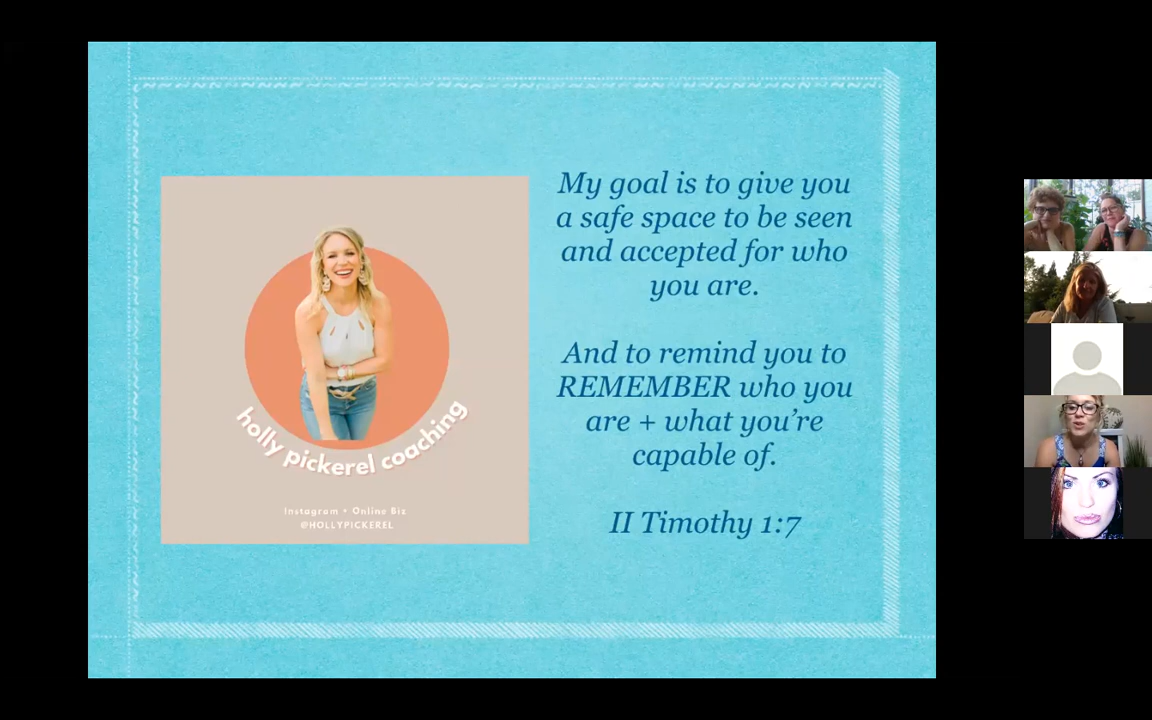 My goal is to give you
a safe space to be seen
and accepted for who
you are.
And to remind you to
REMEMBER who you
are + what you’re
capable of.
II Timothy 1:7
holly pickerel coaching
Instagram + Online Biz
@HOLLYPICKEREL